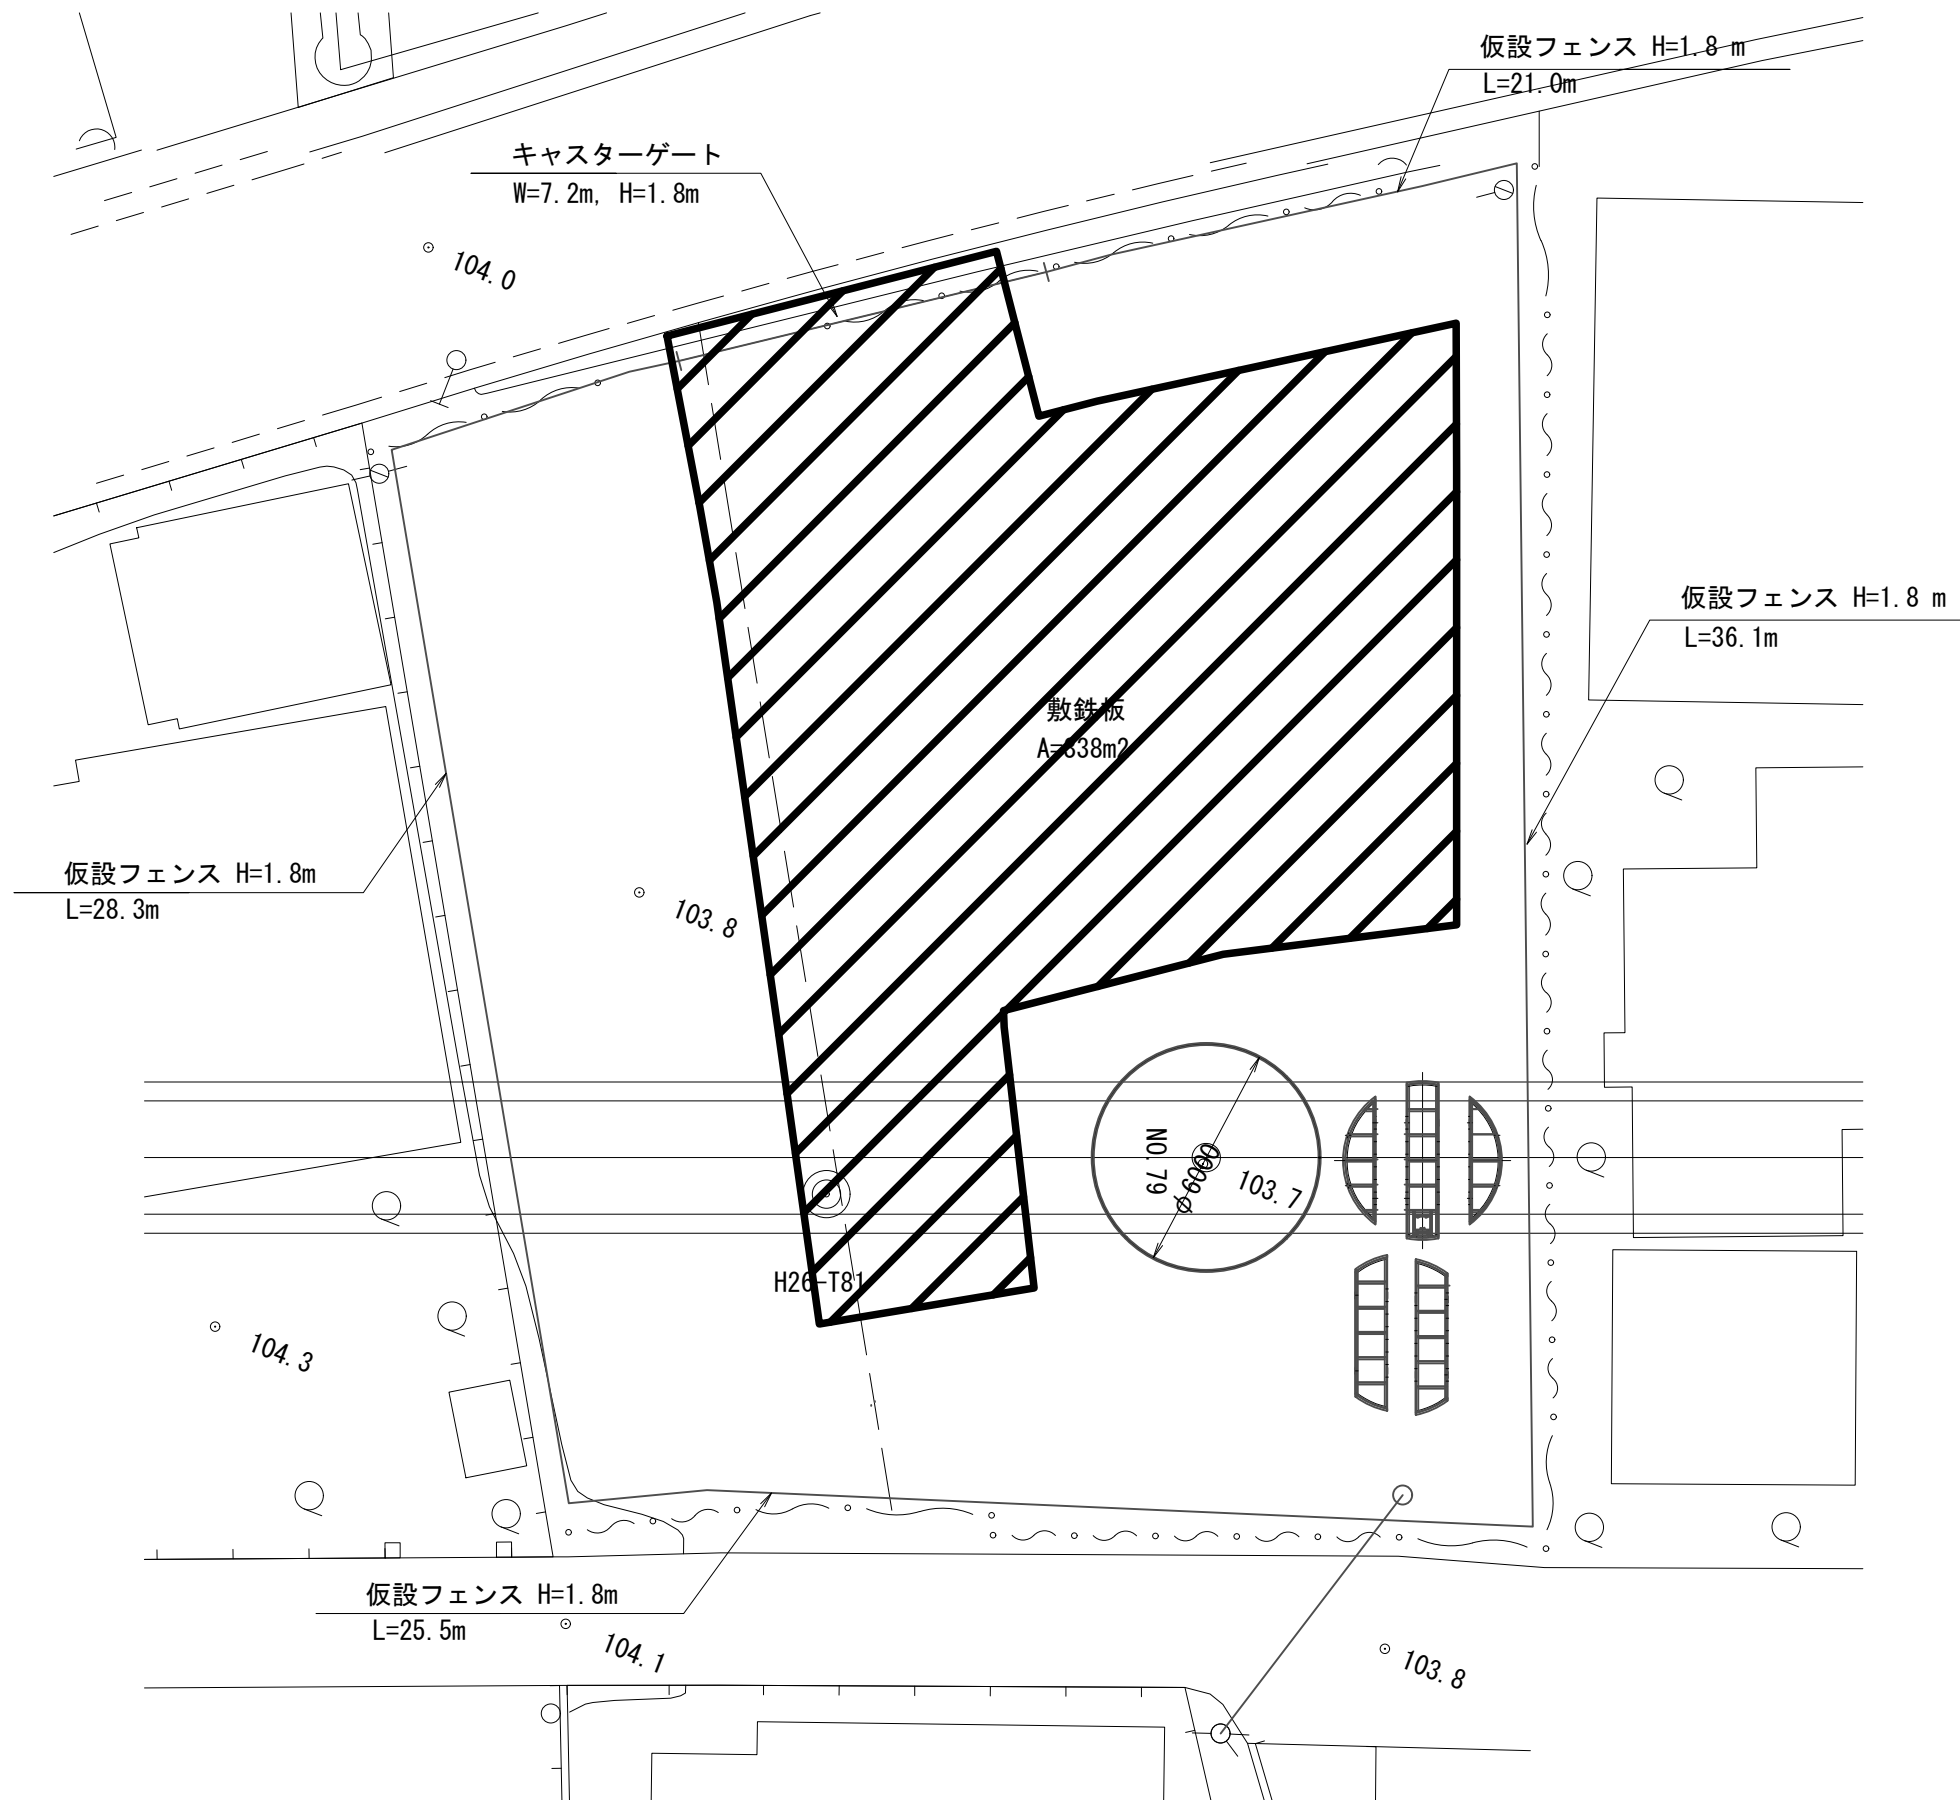 仮設フェンス H=1.8 m
L=21.0m
キャスターゲート
W=7.2m, H=1.8m
104.0
仮設フェンス H=1.8 m
L=36.1m
敷鉄板
A=338m2
仮設フェンス H=1.8m
L=28.3m
103.8
NO.79
φ6000
103.7
H26-T81
104.3
仮設フェンス H=1.8m
L=25.5m
104.1
103.8